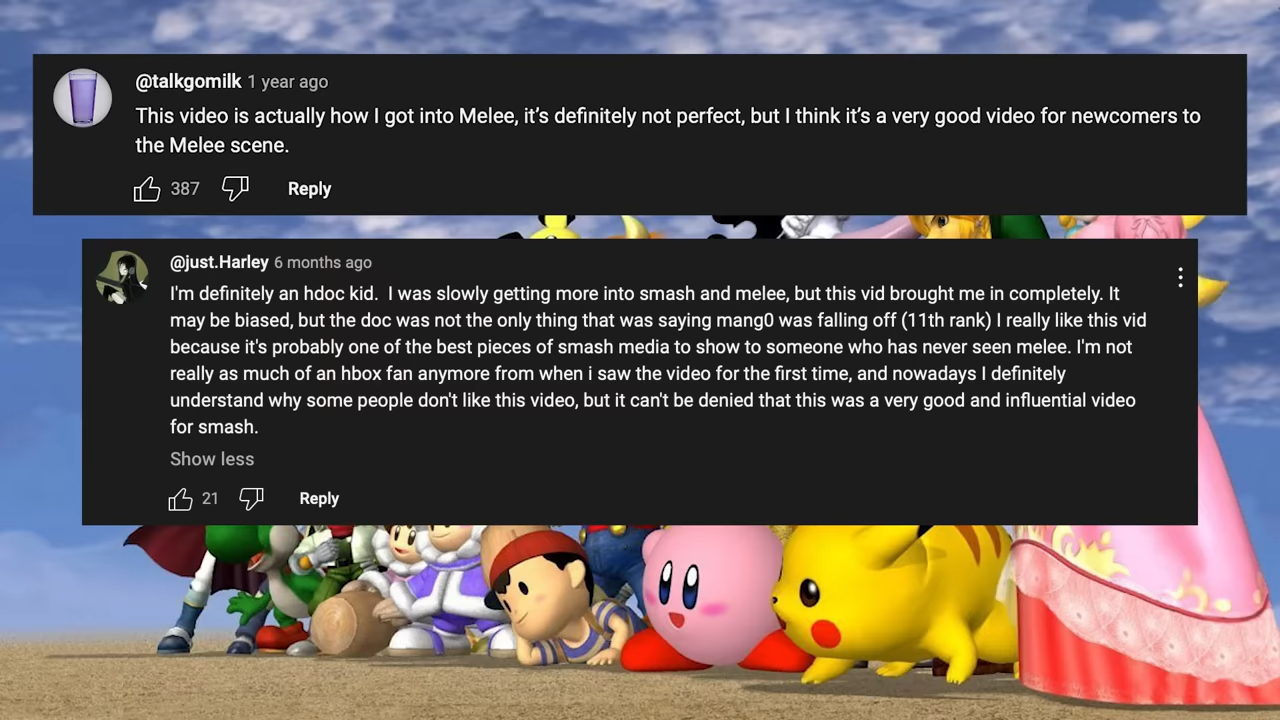 @talkgomilk 1 year ago
This video is actually how I got into Melee, it’s definitely not perfect, but I think it’s a very good video for newcomers to
the Melee scene.
387 Reply
@just.Harley 6 months ago
I'm definitely an hdoc kid.  I was slowly getting more into smash and melee, but this vid brought me in completely. It
may be biased, but the doc was not the only thing that was saying mang0 was falling off (11th rank) I really like this vid
because it's probably one of the best pieces of smash media to show to someone who has never seen melee. I'm not
really as much of an hbox fan anymore from when i saw the video for the first time, and nowadays I definitely
understand why some people don't like this video, but it can't be denied that this was a very good and influential video
for smash.
Show less
21 Reply